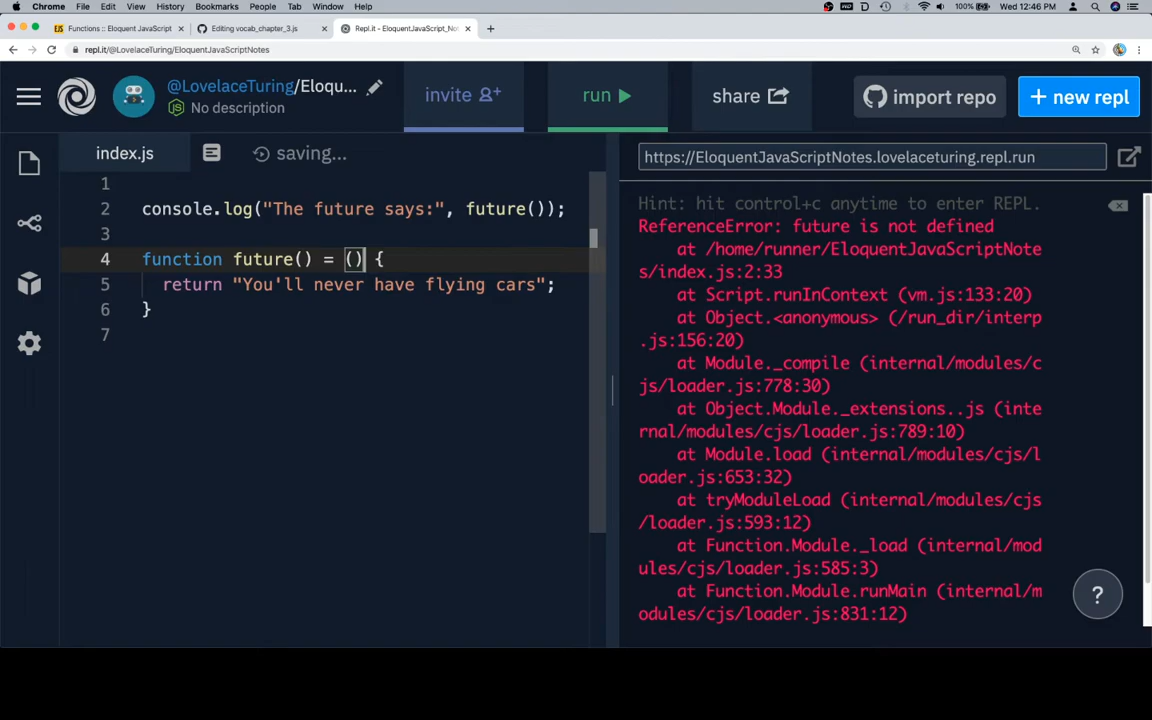 Chrome File Edit View History Bookmarks People Tab Window Help 100% Wed 12:46 PM
Functions :: Eloquent JavaScript × Editing vocab_chapter_3.js × Repl.it - EloquentJavaScript_No × +
repl.it/@LovelaceTuring/EloquentJavaScriptNotes
@LovelaceTuring/Eloqu...
No description
invite
run
share
import repo
+ new repl
index.js
saving...
1
2 console.log("The future says:", future());
3
4 function future() = () {
5 return "You'll never have flying cars";
6 }
7
https://EloquentJavaScriptNotes.lovelaceturing.repl.run
Hint: hit control+c anytime to enter REPL.
ReferenceError: future is not defined
at /home/runner/EloquentJavaScriptNote
s/index.js:2:33
at Script.runInContext (vm.js:133:20)
at Object.<anonymous> (/run_dir/interp
.js:156:20)
at Module._compile (internal/modules/c
js/loader.js:778:30)
at Object.Module._extensions..js (inte
rnal/modules/cjs/loader.js:789:10)
at Module.load (internal/modules/cjs/l
oader.js:653:32)
at tryModuleLoad (internal/modules/cjs
/loader.js:593:12)
at Function.Module._load (internal/mod
ules/cjs/loader.js:585:3)
at Function.Module.runMain (internal/m
odules/cjs/loader.js:831:12)
?